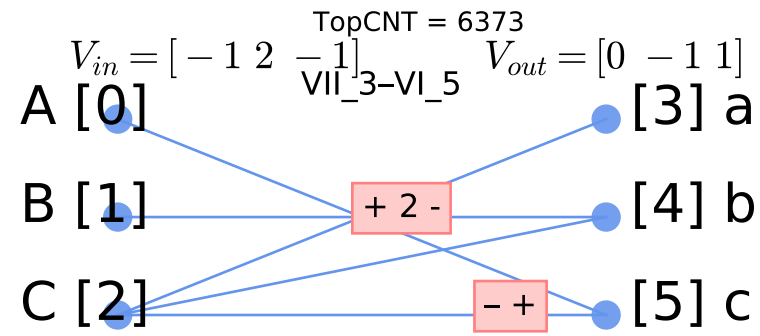 TopCNT = 6373
V_in = [ − 1 2 − 1] V_out = [0 − 1 1]
VII_3–VI_5
A [0] [3] a
B [1] + 2 - [4] b
C [2] – + [5] c